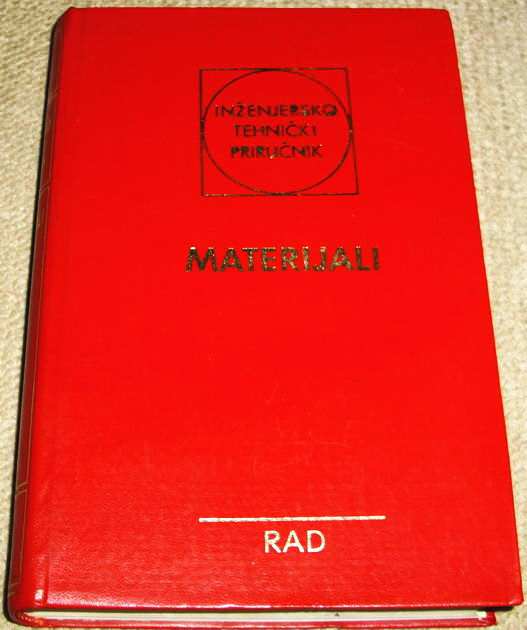 INŽENJERSKO
TEHNIČKI
PRIRUČNIK
MATERIJALI
RAD